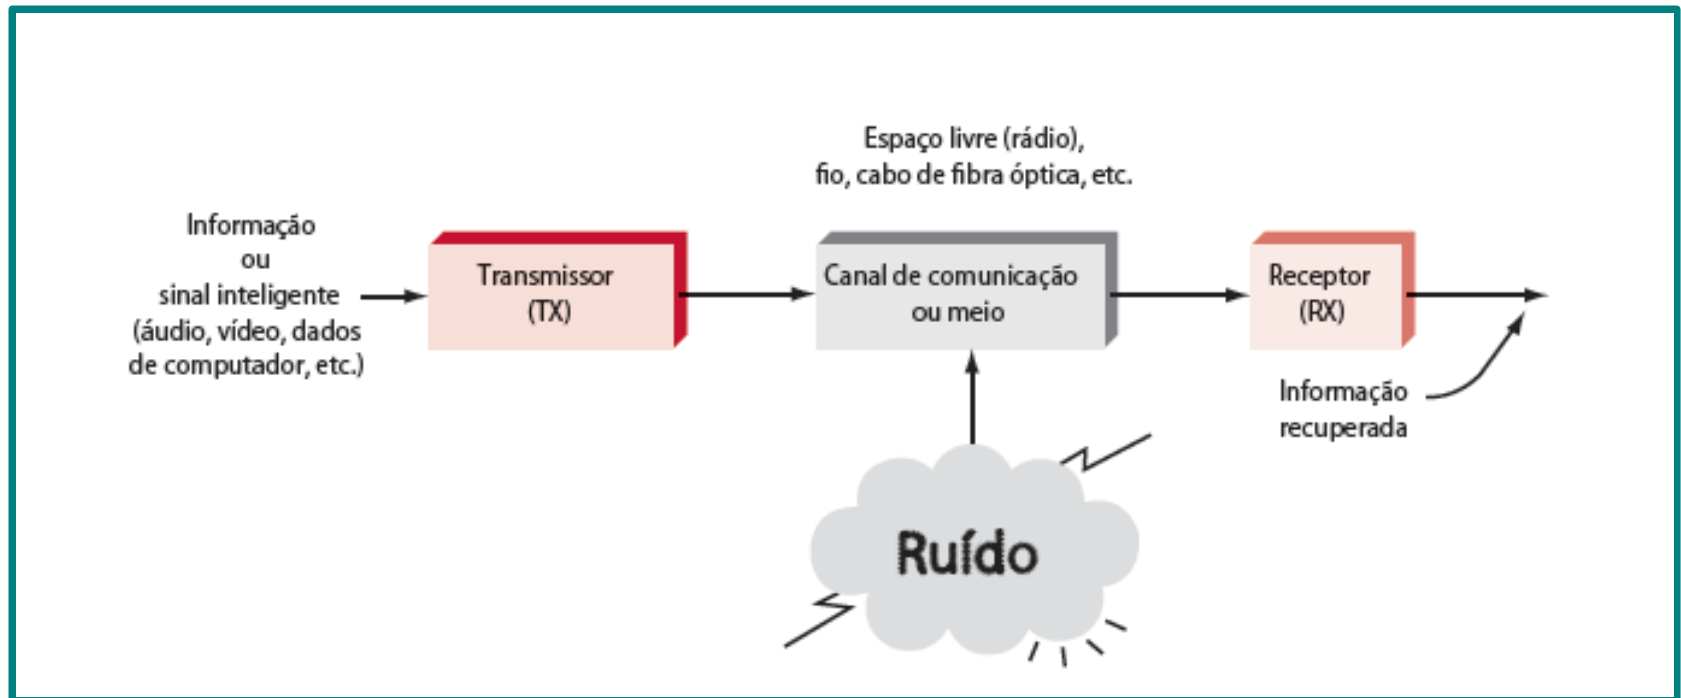 Espaço livre (rádio),
fio, cabo de fibra óptica, etc.
Informação
ou
sinal inteligente
(áudio, vídeo, dados
de computador, etc.)
Transmissor
(TX)
Canal de comunicação
ou meio
Receptor
(RX)
Informação
recuperada
Ruído